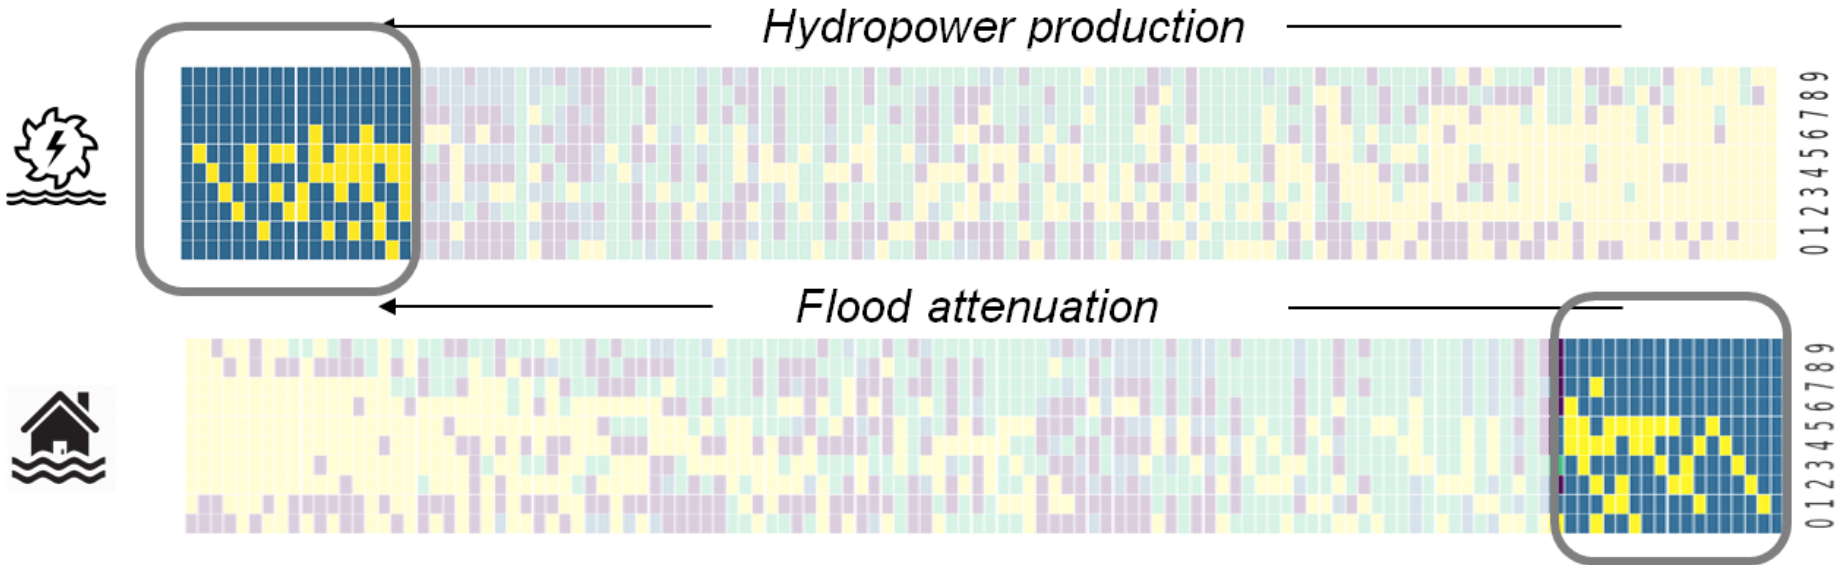 Hydropower production
0 1 2 3 4 5 6 7 8 9
Flood attenuation
0 1 2 3 4 5 6 7 8 9